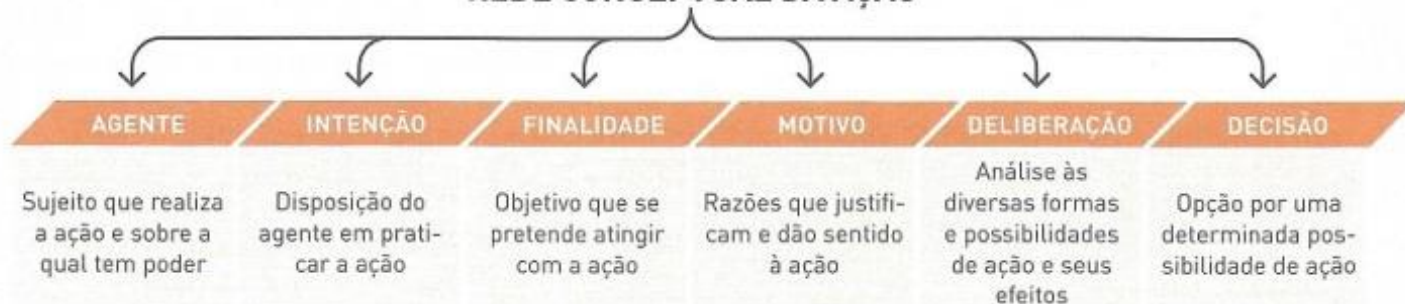 AGENTE
Sujeito que realiza
a ação e sobre a
qual tem poder
INTENÇÃO
Disposição do
agente em prati-
car a ação
FINALIDADE
Objetivo que se
pretende atingir
com a ação
MOTIVO
Razões que justifi-
cam e dão sentido
à ação
DELIBERAÇÃO
Análise às
diversas formas
e possibilidades
de ação e seus
efeitos
DECISÃO
Opção por uma
determinada pos-
sibilidade de ação